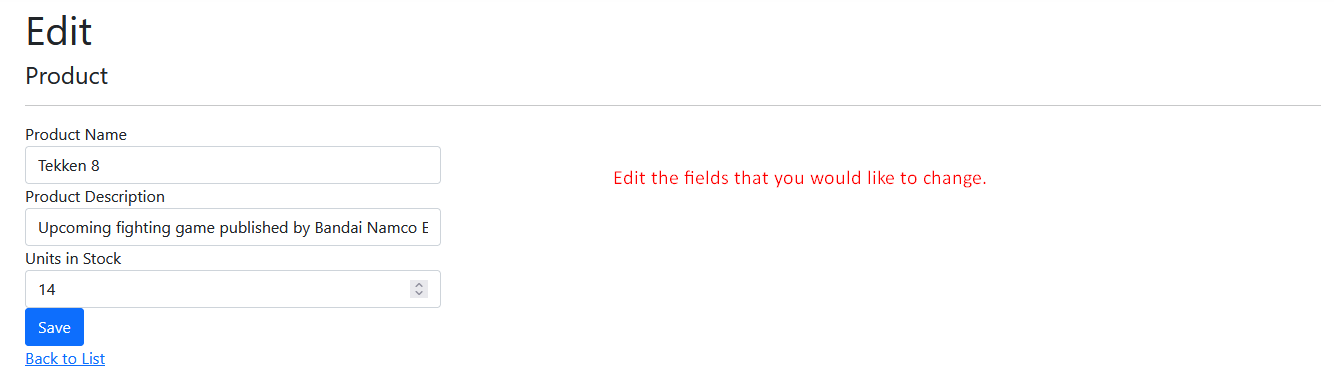 Edit
Product
Product Name
Tekken 8
Edit the fields that you would like to change.
Product Description
Upcoming fighting game published by Bandai Namco E
Units in Stock
14
Save
Back to List